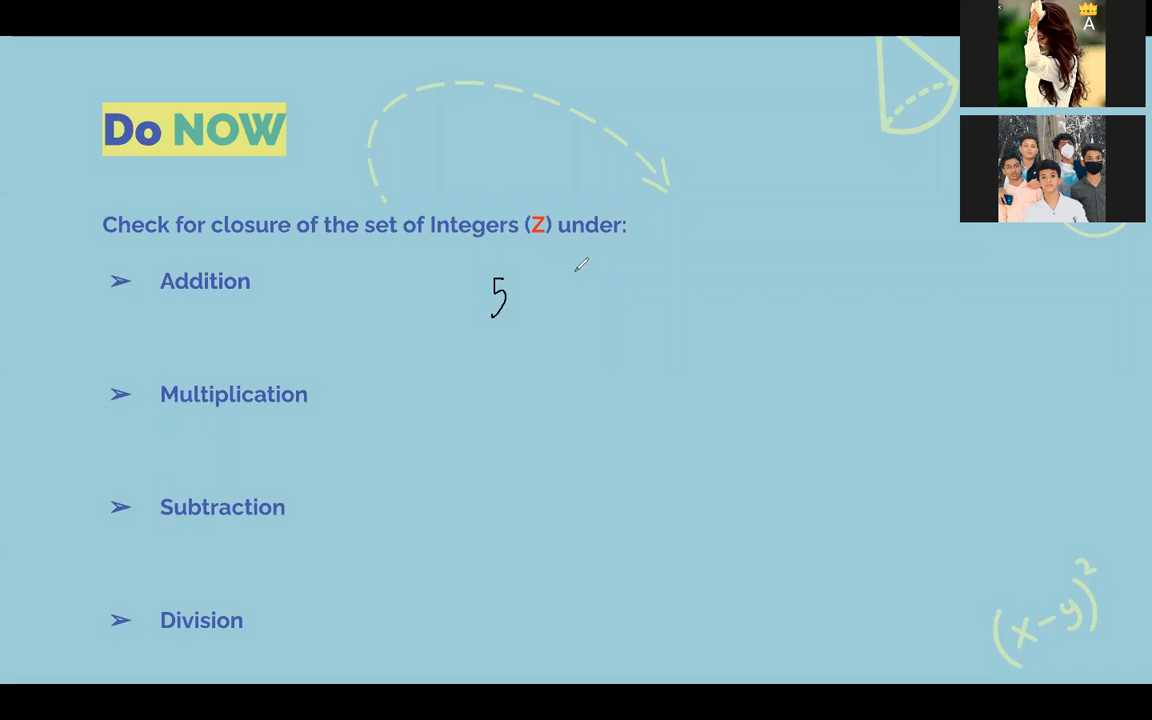 A
Do NOW
Check for closure of the set of Integers (Z) under:
➢ Addition
5
➢ Multiplication
➢ Subtraction
➢ Division
(x-y)²